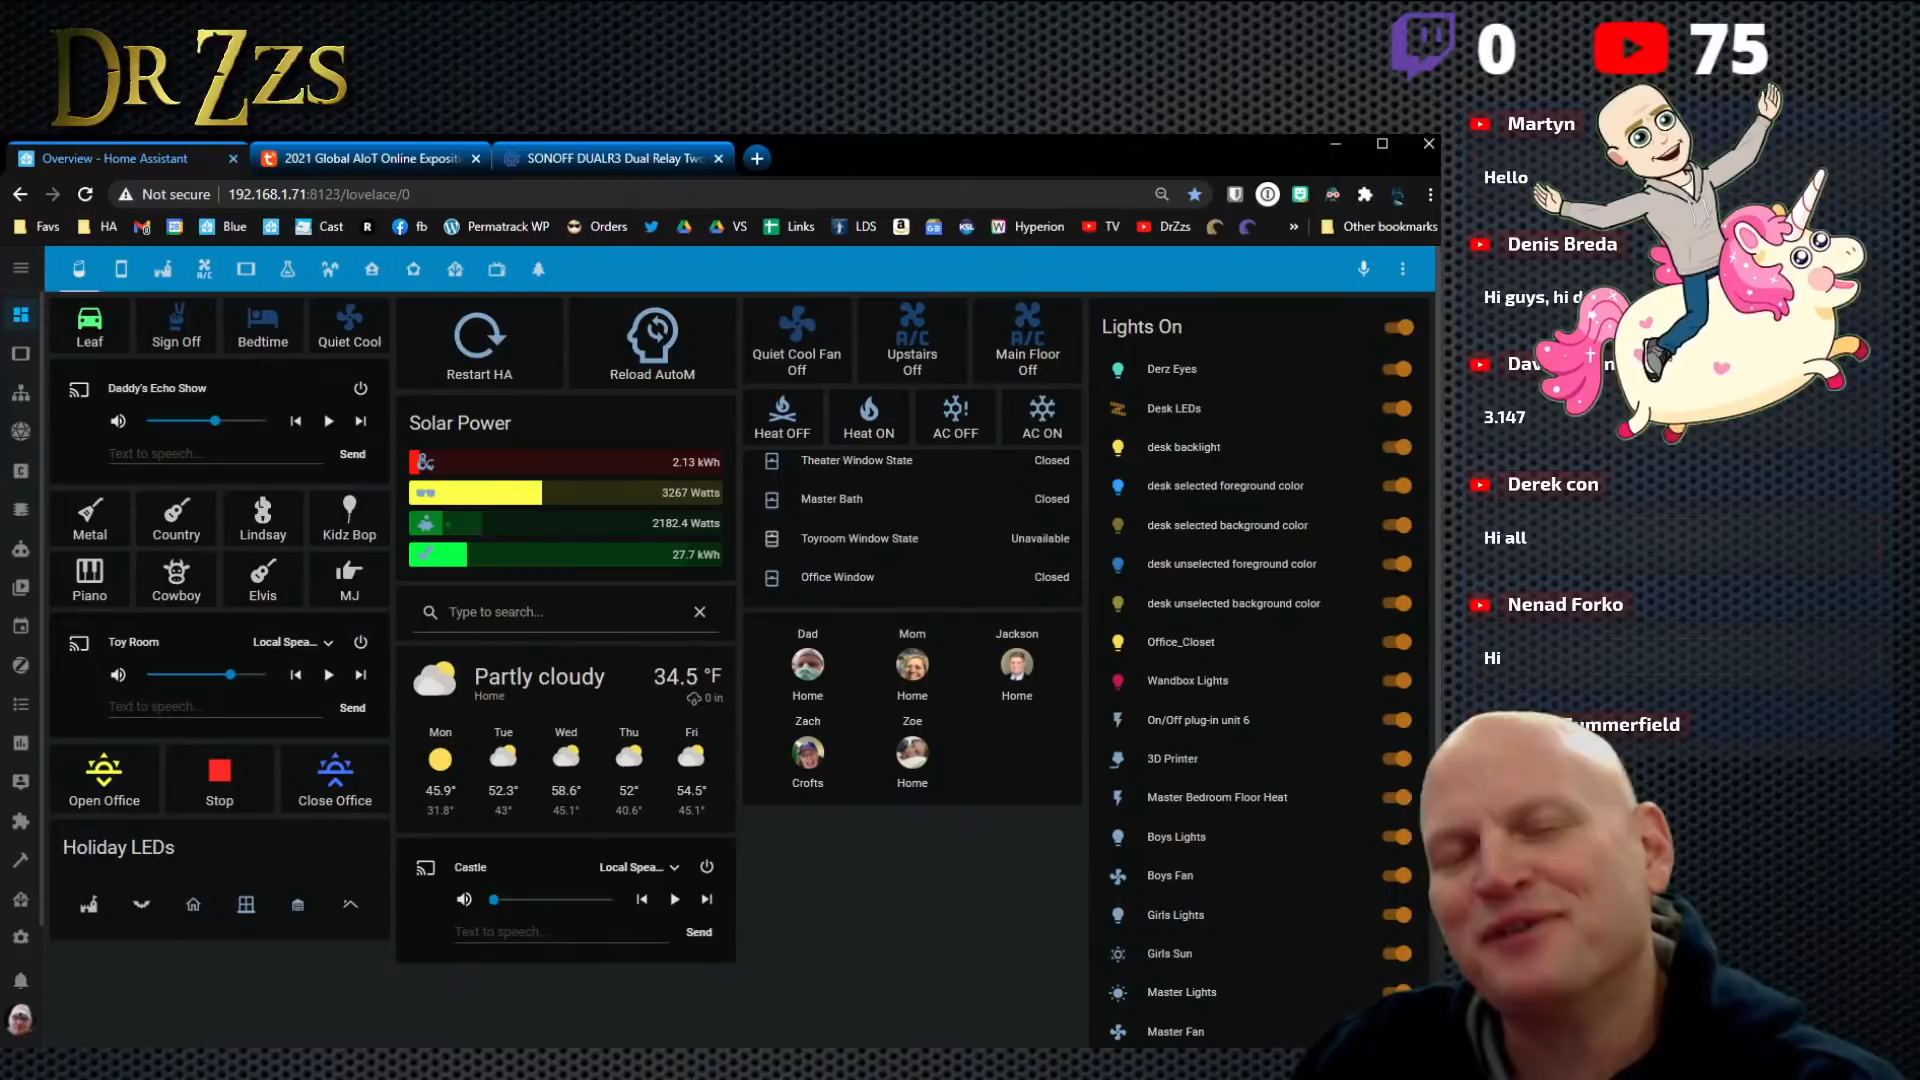 DR ZZS
0
75
Overview - Home Assistant
2021 Global AIoT Online Expositi
SONOFF DUALR3 Dual Relay Two
Not secure
192.168.1.71:8123/lovelace/0
Favs
HA
Blue
Cast
R
fb
Permatrack WP
Orders
VS
Links
LDS
KSL
Hyperion
TV
DrZzs
»
Other bookmarks
A/C
Leaf
Sign Off
Bedtime
Quiet Cool
Daddy's Echo Show
Text to speech...
Send
Metal
Country
Lindsay
Kidz Bop
Piano
Cowboy
Elvis
MJ
Toy Room
Local Spea...
Text to speech...
Send
Open Office
Stop
Close Office
Holiday LEDs
Restart HA
Reload AutoM
Solar Power
2.13 kWh
3267 Watts
2182.4 Watts
27.7 kWh
Type to search...
Partly cloudy
Home
34.5 °F
0 in
Mon
Tue
Wed
Thu
Fri
45.9°
52.3°
58.6°
52°
54.5°
31.8°
43°
45.1°
40.6°
45.1°
Castle
Local Spea...
Text to speech...
Send
Quiet Cool Fan
Off
A/C
Upstairs
Off
A/C
Main Floor
Off
Heat OFF
Heat ON
AC OFF
AC ON
Theater Window State
Closed
Master Bath
Closed
Toyroom Window State
Unavailable
Office Window
Closed
Dad
Mom
Jackson
Home
Home
Home
Zach
Zoe
Crofts
Home
Lights On
Derz Eyes
Desk LEDs
desk backlight
desk selected foreground color
desk selected background color
desk unselected foreground color
desk unselected background color
Office_Closet
Wandbox Lights
On/Off plug-in unit 6
3D Printer
Master Bedroom Floor Heat
Boys Lights
Boys Fan
Girls Lights
Girls Sun
Master Lights
Master Fan
Martyn
Hello
Denis Breda
Hi guys, hi d
Dav
3.147
Derek con
Hi all
Nenad Forko
Hi
ummerfield